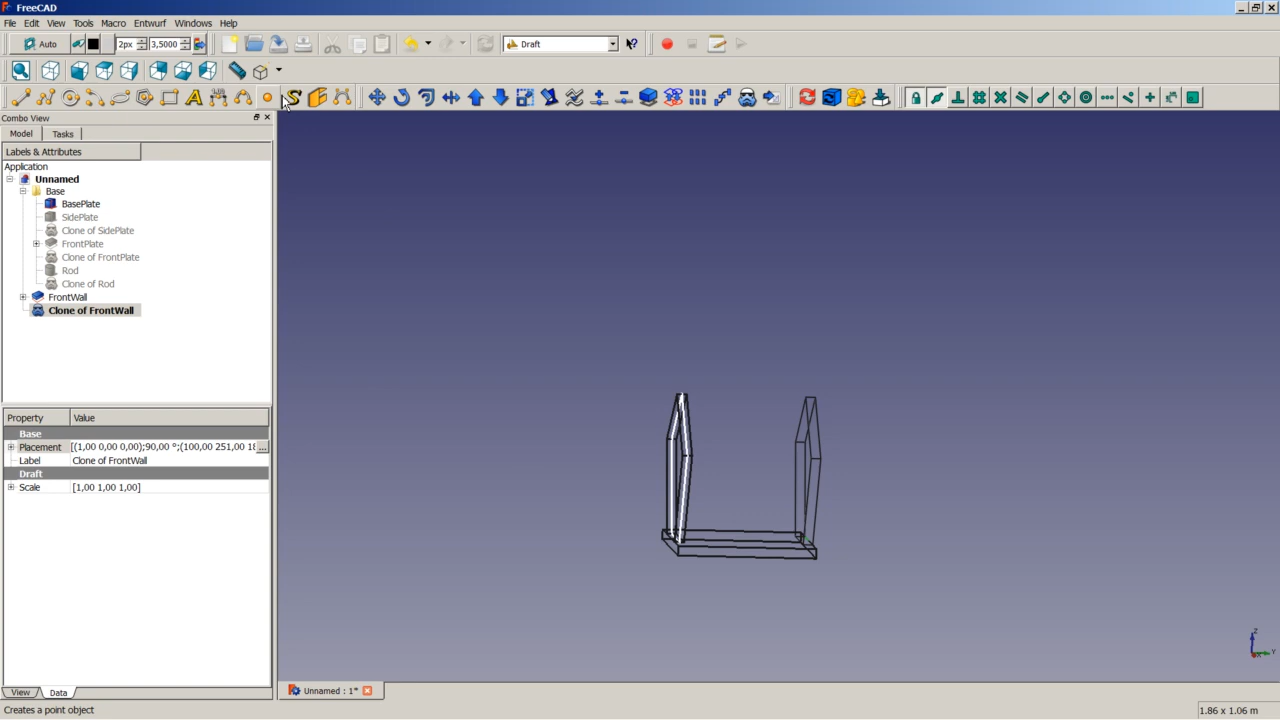 FreeCAD
File Edit View Tools Macro Entwurf Windows Help
Auto 2px 3,5000 Draft
Combo View
Model Tasks
Labels & Attributes
Application
Unnamed
Base
BasePlate
SidePlate
Clone of SidePlate
FrontPlate
Clone of FrontPlate
Rod
Clone of Rod
FrontWall
Clone of FrontWall
Property Value
Base
Placement [(1,00 0,00 0,00);90,00 °;(100,00 251,00 18 ...
Label Clone of FrontWall
Draft
Scale [1,00 1,00 1,00]
Z
Y
View Data
Unnamed : 1*
Creates a point object 1.86 x 1.06 m